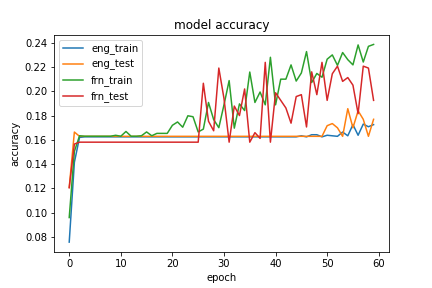 model accuracy
0.24
0.22
0.20
0.18
0.16
0.14
0.12
0.10
0.08
accuracy
eng_train
eng_test
frn_train
frn_test
0 10 20 30 40 50 60
epoch